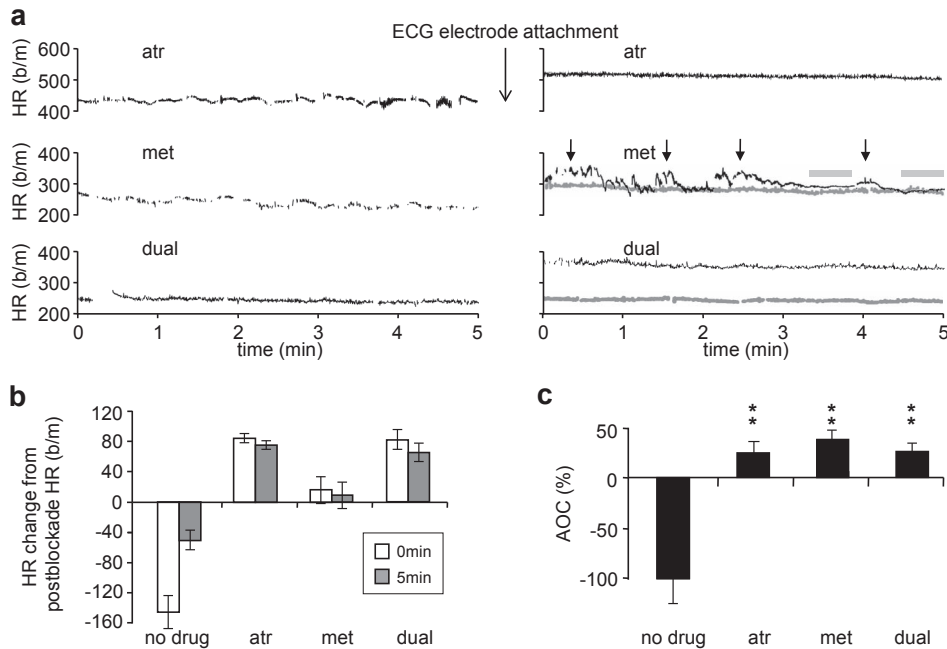 a
ECG electrode attachment
600
500
400
HR (b/m)
atr
atr
400
300
200
HR (b/m)
met
met
400
300
200
HR (b/m)
dual
dual
0 1 2 3 4 5
time (min)
0 1 2 3 4 5
time (min)
b
HR change from
postblockade HR (b/m)
120
80
40
0
-40
-80
-120
-160
0min
5min
no drug atr met dual
c
AOC (%)
50
0
-100
** ** **
no drug atr met dual